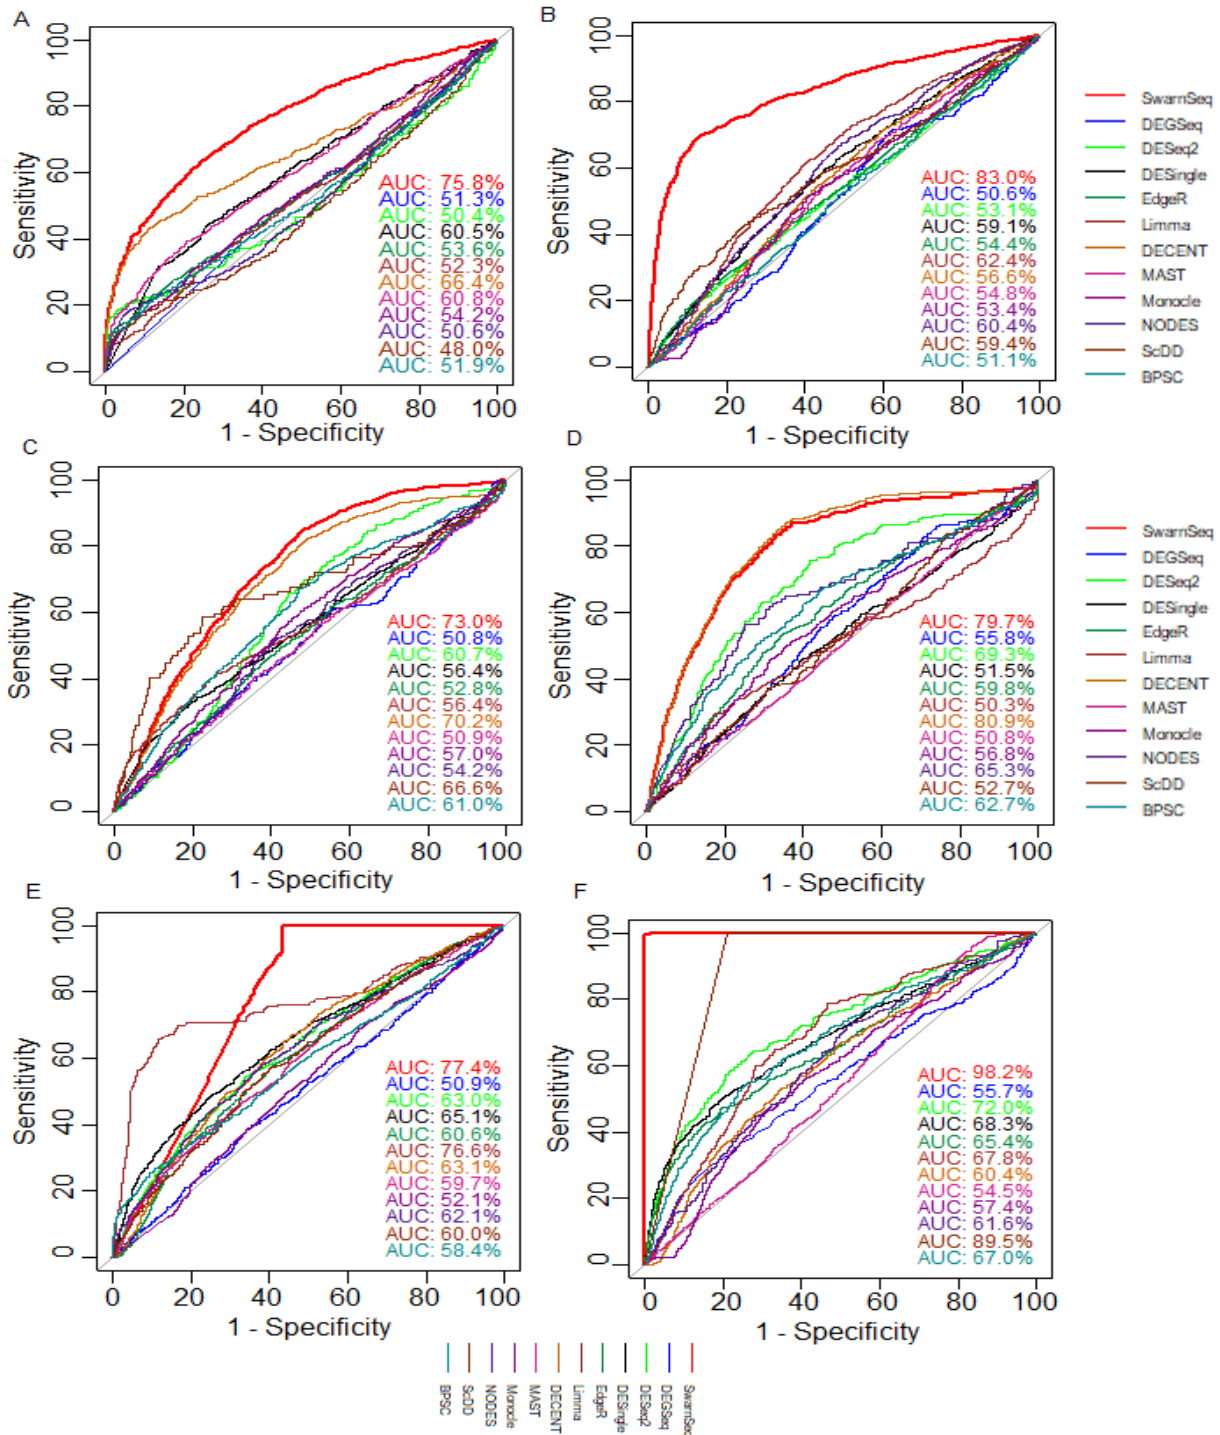 A
Sensitivity
0 20 40 60 80 100
AUC: 75.8%
AUC: 51.3%
AUC: 50.4%
AUC: 60.5%
AUC: 53.6%
AUC: 52.3%
AUC: 66.4%
AUC: 60.8%
AUC: 54.2%
AUC: 50.6%
AUC: 48.0%
AUC: 51.9%
0 20 40 60 80 100
1 - Specificity
B
Sensitivity
0 20 40 60 80 100
AUC: 83.0%
AUC: 50.6%
AUC: 53.1%
AUC: 59.1%
AUC: 54.4%
AUC: 62.4%
AUC: 56.6%
AUC: 54.8%
AUC: 53.4%
AUC: 60.4%
AUC: 59.4%
AUC: 51.1%
0 20 40 60 80 100
1 - Specificity
SwarnSeq
DEGSeq
DESeq2
DESingle
EdgeR
Limma
DECENT
MAST
Monocle
NODES
ScDD
BPSC
C
Sensitivity
0 20 40 60 80 100
AUC: 73.0%
AUC: 50.8%
AUC: 60.7%
AUC: 56.4%
AUC: 52.8%
AUC: 56.4%
AUC: 70.2%
AUC: 50.9%
AUC: 57.0%
AUC: 54.2%
AUC: 66.6%
AUC: 61.0%
0 20 40 60 80 100
1 - Specificity
D
Sensitivity
0 20 40 60 80 100
AUC: 79.7%
AUC: 55.8%
AUC: 69.3%
AUC: 51.5%
AUC: 59.8%
AUC: 50.3%
AUC: 80.9%
AUC: 50.8%
AUC: 56.8%
AUC: 65.3%
AUC: 52.7%
AUC: 62.7%
0 20 40 60 80 100
1 - Specificity
SwarnSeq
DEGSeq
DESeq2
DESingle
EdgeR
Limma
DECENT
MAST
Monocle
NODES
ScDD
BPSC
E
Sensitivity
0 20 40 60 80 100
AUC: 77.4%
AUC: 50.9%
AUC: 63.0%
AUC: 65.1%
AUC: 60.6%
AUC: 76.6%
AUC: 63.1%
AUC: 59.7%
AUC: 52.1%
AUC: 62.1%
AUC: 60.0%
AUC: 58.4%
0 20 40 60 80 100
1 - Specificity
F
Sensitivity
0 20 40 60 80 100
AUC: 98.2%
AUC: 55.7%
AUC: 72.0%
AUC: 68.3%
AUC: 65.4%
AUC: 67.8%
AUC: 60.4%
AUC: 54.5%
AUC: 57.4%
AUC: 61.6%
AUC: 89.5%
AUC: 67.0%
0 20 40 60 80 100
1 - Specificity
BPSC
ScDD
NODES
Monocle
MAST
DECENT
Limma
EdgeR
DESingle
DESeq2
DEGSeq
SwarnSeq